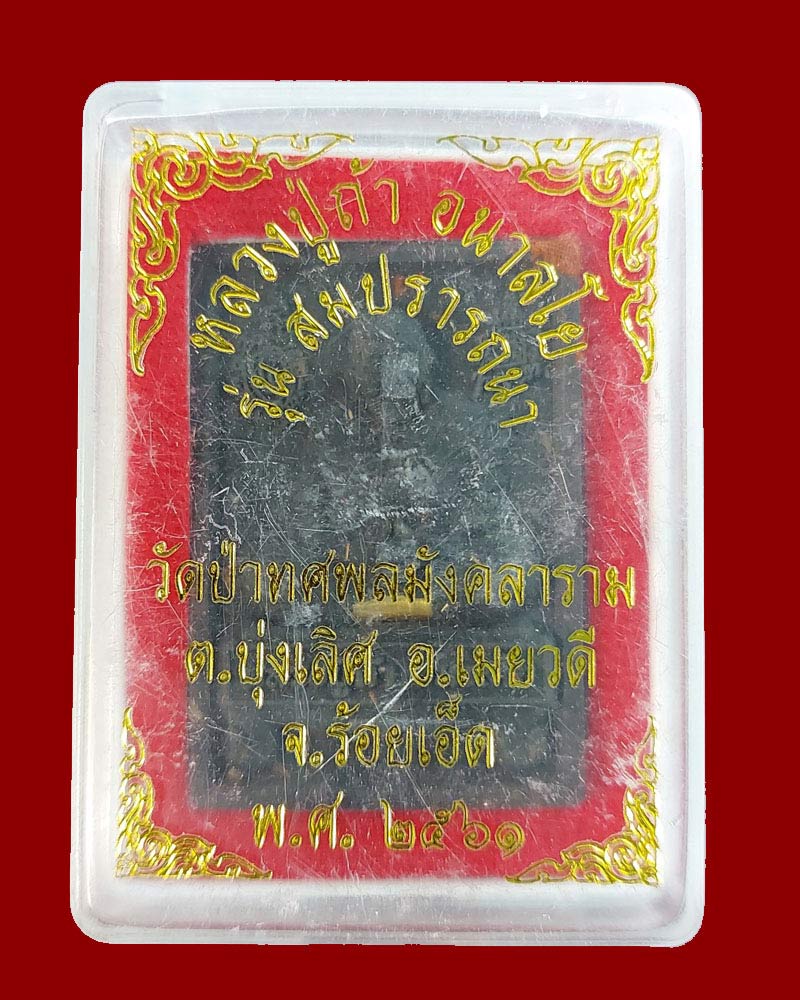 หลวงปู่ถ้า อนาลโย
รุ่น สมปรารถนา
วัดป่าทศพลมังคลาราม
ต.บุ่งเลิศ อ.เมยวดี
จ.ร้อยเอ็ด
พ.ศ. ๒๕๖๑